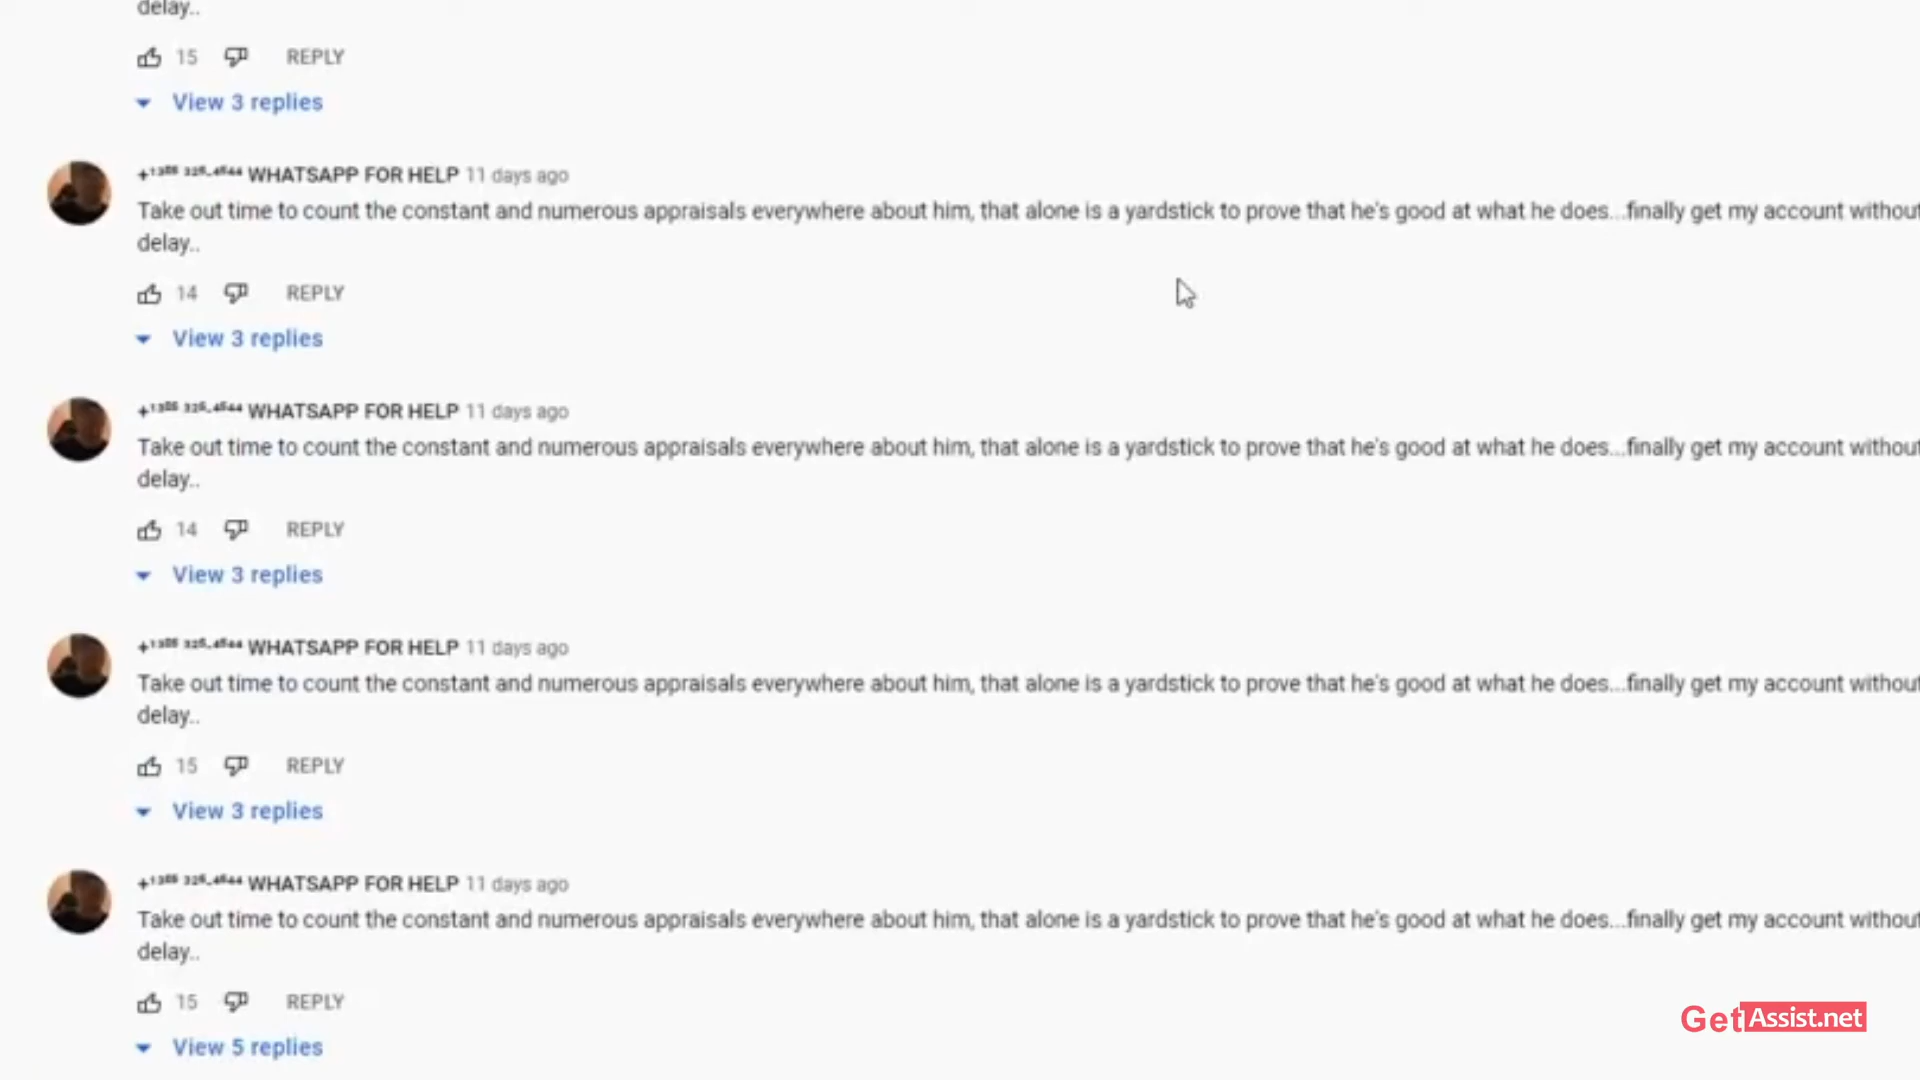 delay..
15 REPLY
View 3 replies
WHATSAPP FOR HELP 11 days ago
Take out time to count the constant and numerous appraisals everywhere about him, that alone is a yardstick to prove that he's good at what he does...finally get my account without
delay..
14 REPLY
View 3 replies
WHATSAPP FOR HELP 11 days ago
Take out time to count the constant and numerous appraisals everywhere about him, that alone is a yardstick to prove that he's good at what he does...finally get my account without
delay..
14 REPLY
View 3 replies
WHATSAPP FOR HELP 11 days ago
Take out time to count the constant and numerous appraisals everywhere about him, that alone is a yardstick to prove that he's good at what he does...finally get my account without
delay..
15 REPLY
View 3 replies
WHATSAPP FOR HELP 11 days ago
Take out time to count the constant and numerous appraisals everywhere about him, that alone is a yardstick to prove that he's good at what he does...finally get my account without
delay..
15 REPLY
View 5 replies
GetAssist.net